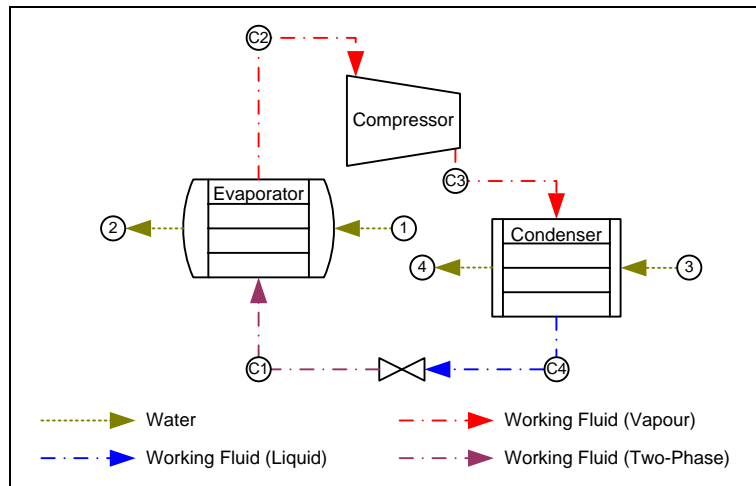 C2
Compressor
C3
Evaporator
2
1
Condenser
4
3
C1
C4
Water
Working Fluid (Vapour)
Working Fluid (Liquid)
Working Fluid (Two-Phase)